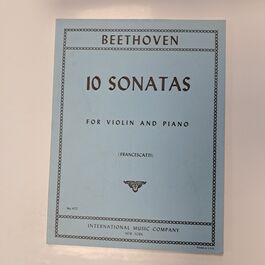 BEETHOVEN
10 SONATAS
FOR VIOLIN AND PIANO
(FRANCESCATTI)
INTERNATIONAL MUSIC COMPANY
NEW YORK